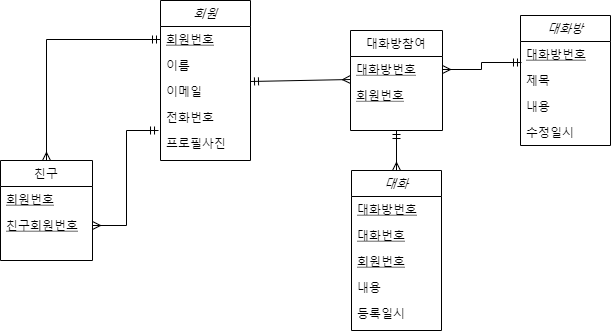 회원
회원번호
이름
이메일
전화번호
프로필사진
친구
회원번호
친구회원번호
대화방참여
대화방번호
회원번호
대화방
대화방번호
제목
내용
수정일시
대화
대화방번호
대화번호
회원번호
내용
등록일시